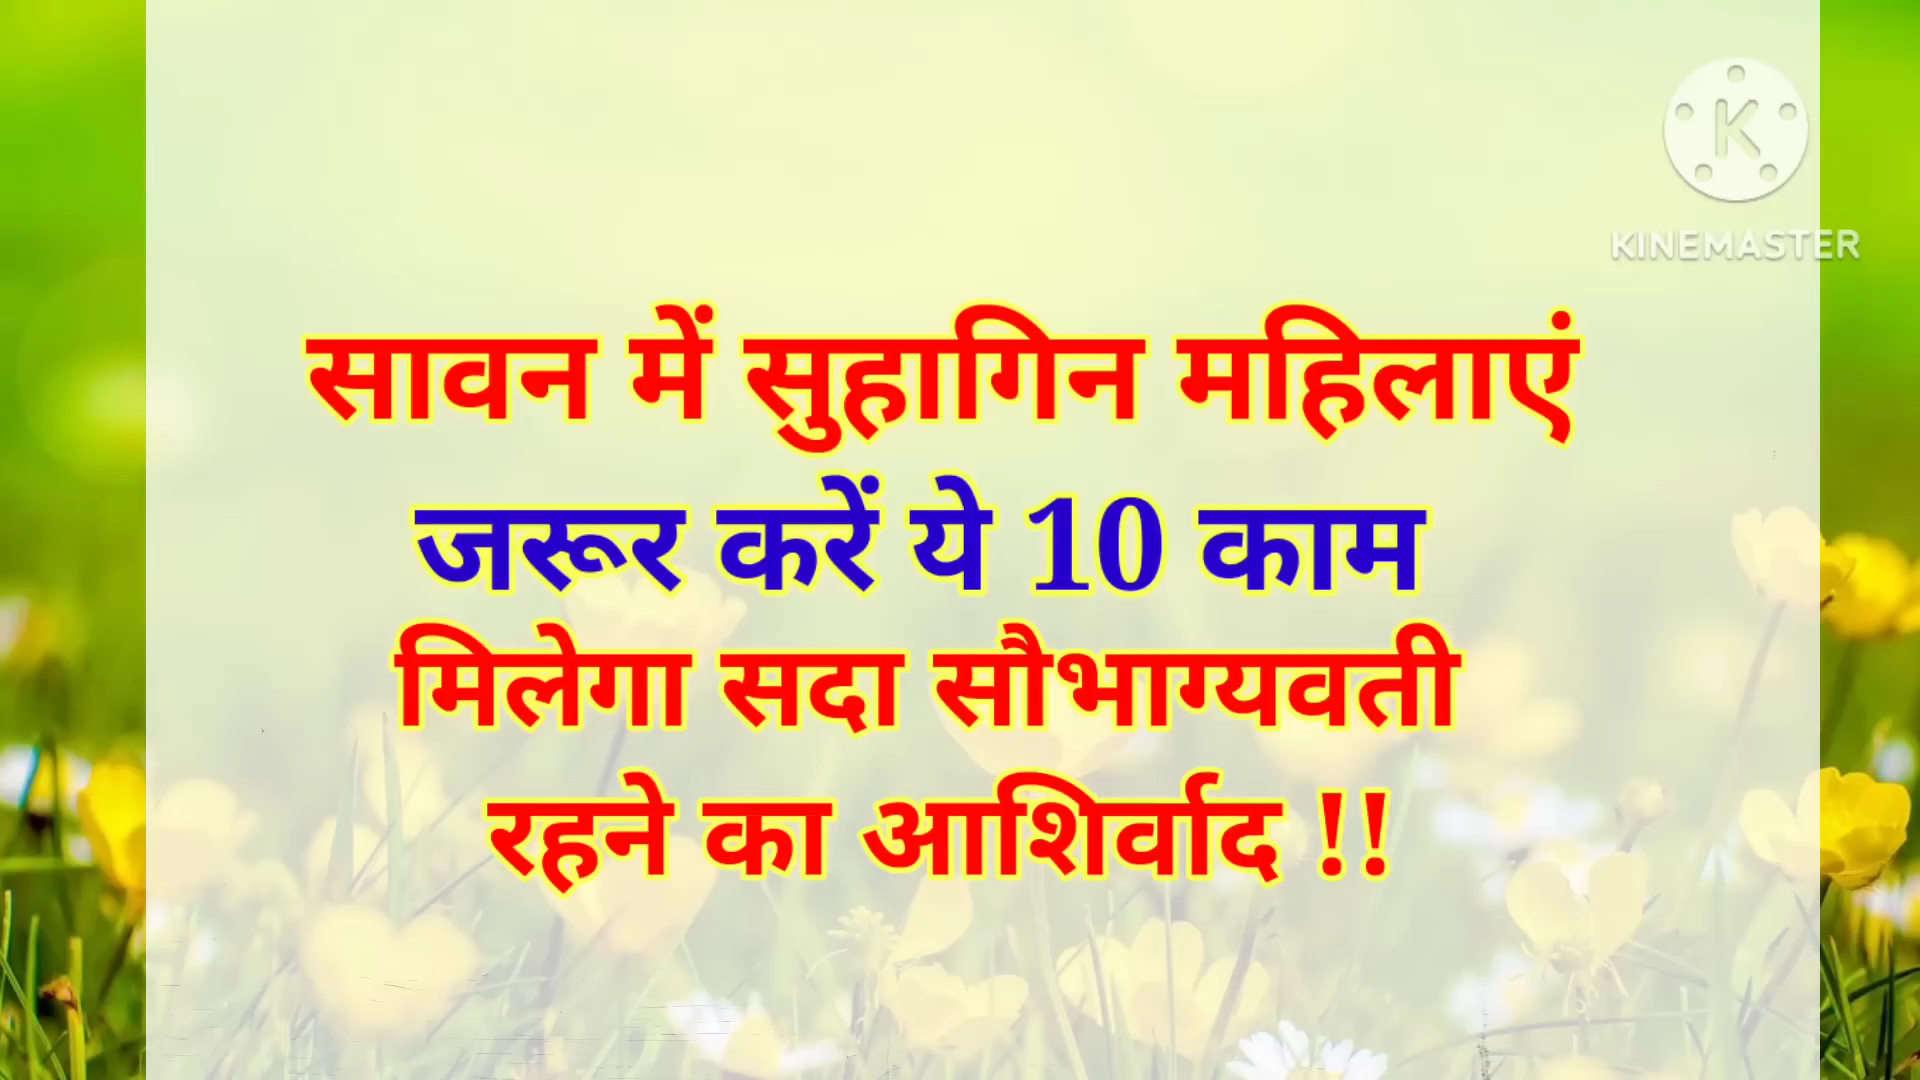 K
KINEMASTER
सावन में सुहागिन महिलाएं
जरूर करें ये 10 काम
मिलेगा सदा सौभाग्यवती
रहने का आशिर्वाद !!